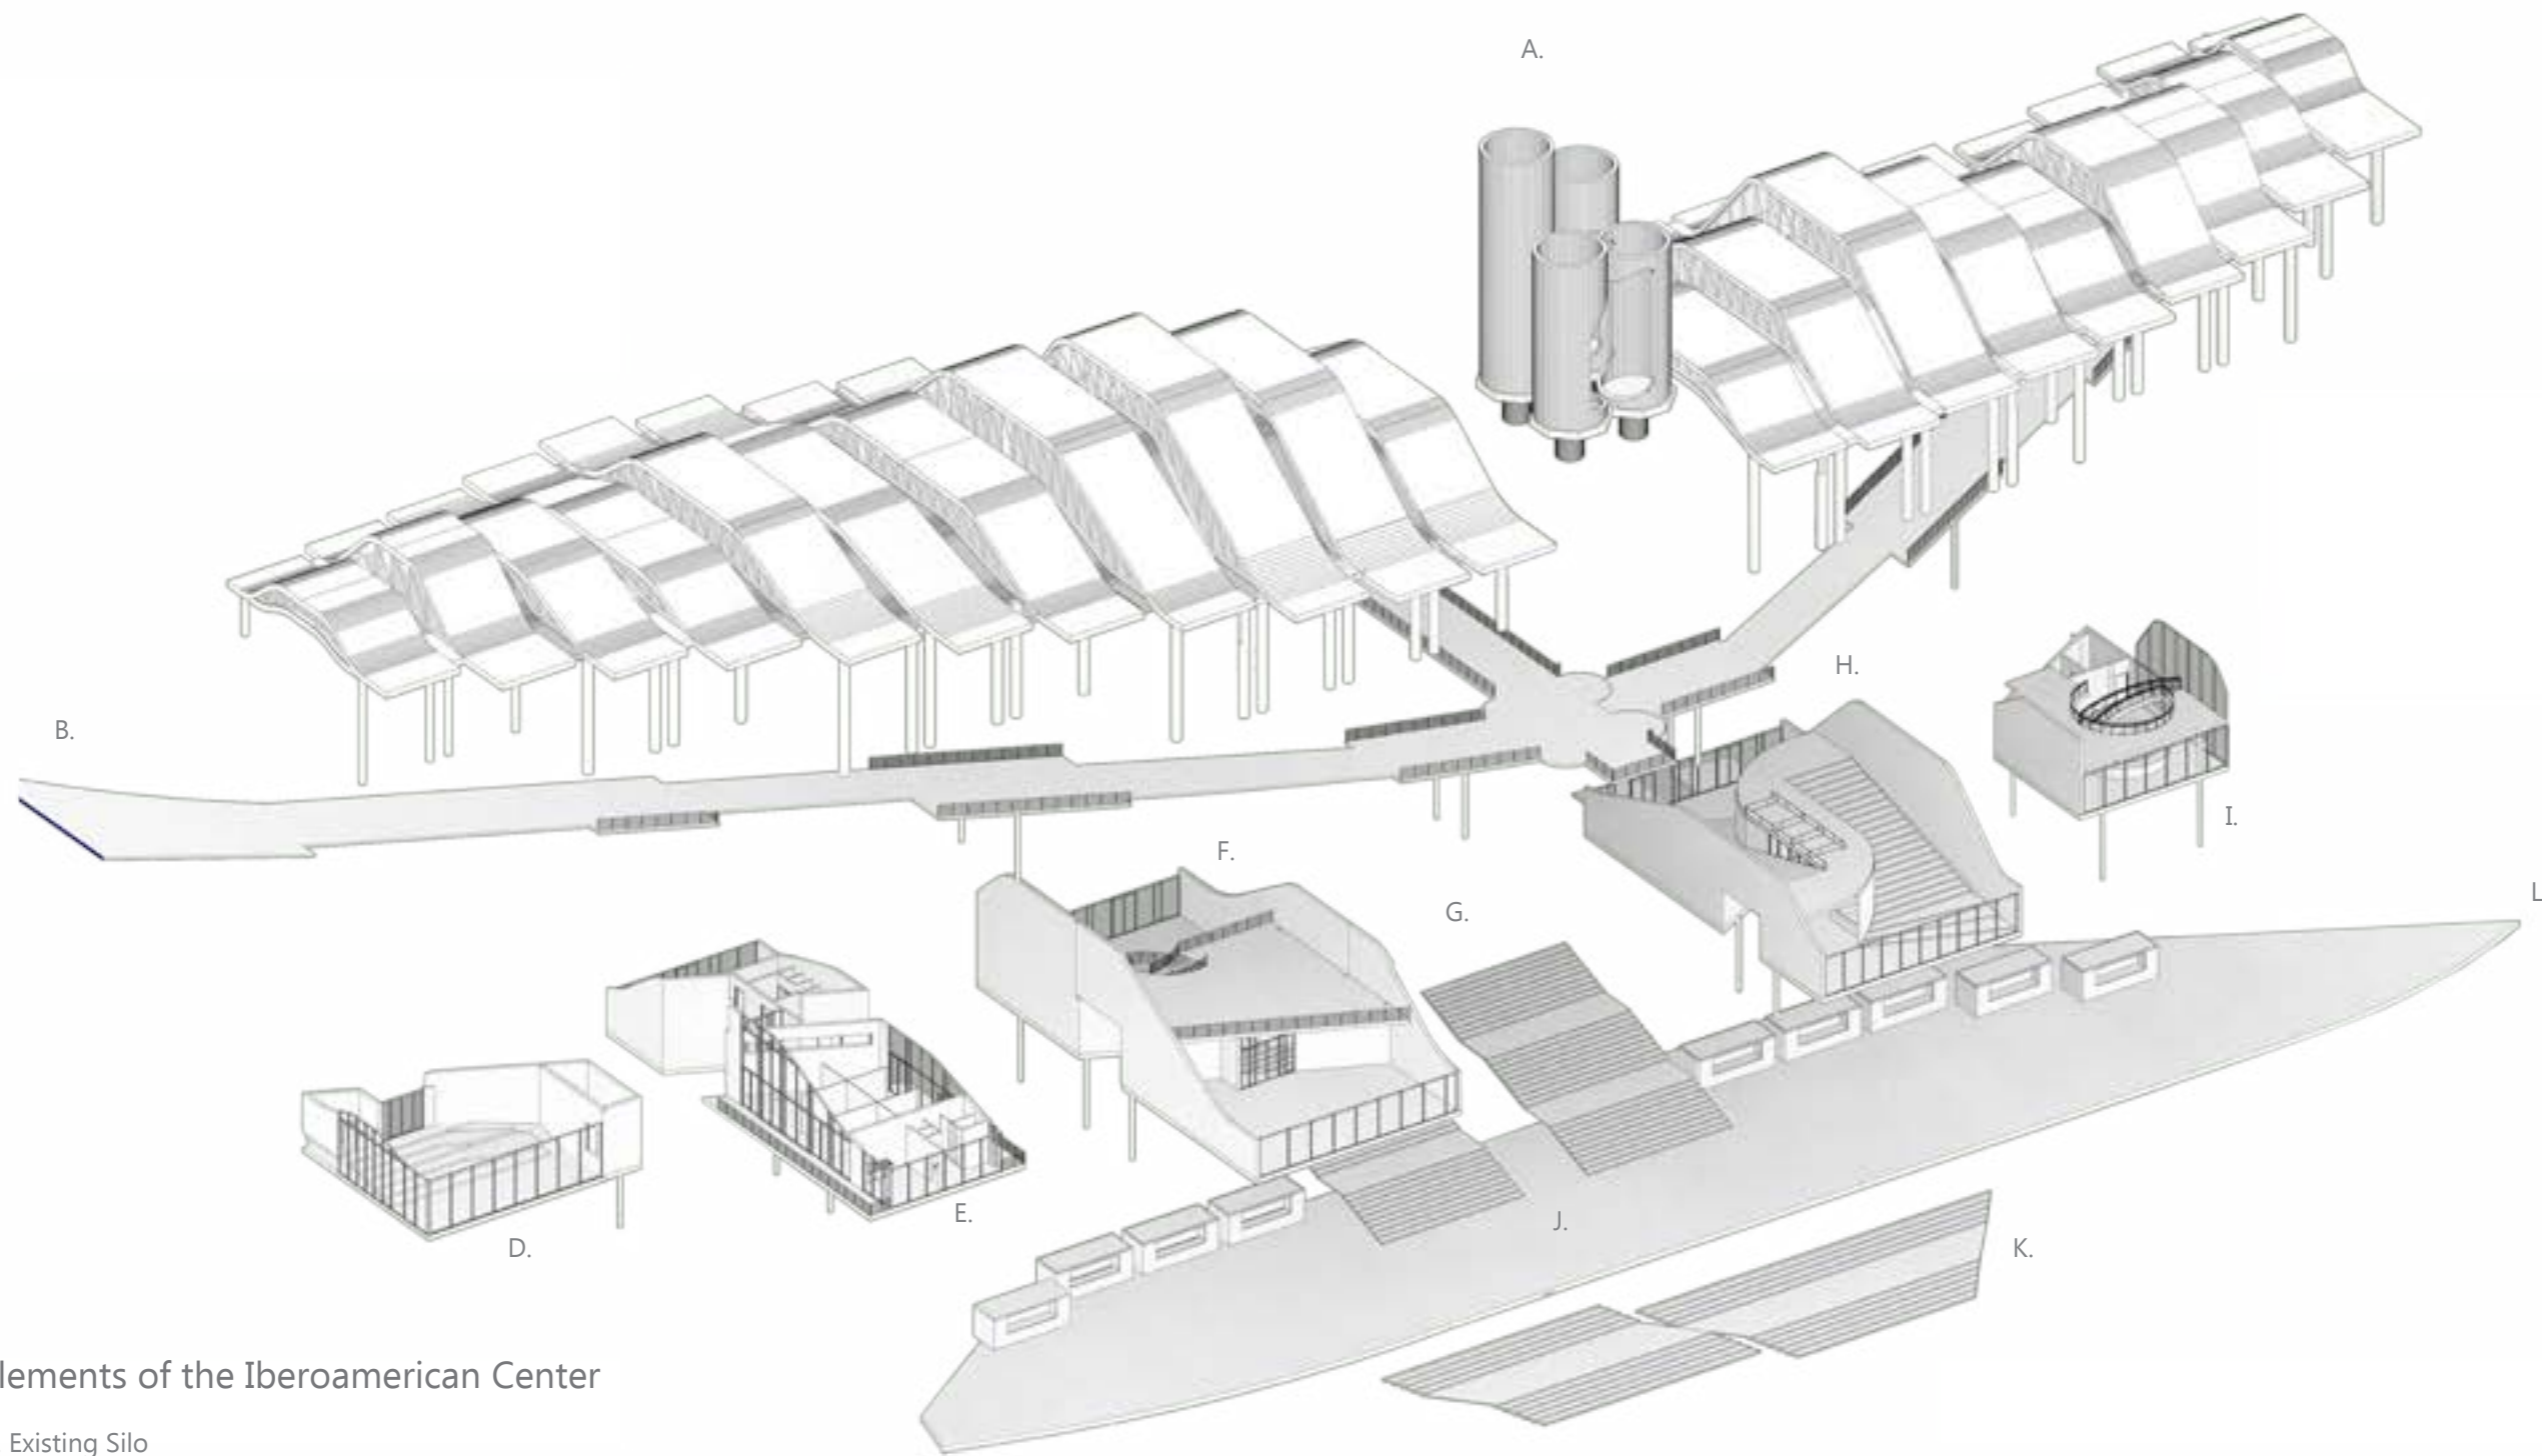 A.
B.
H.
I.
F.
L
G.
E.
J.
D.
K.
lements of the Iberoamerican Center
Existing Silo